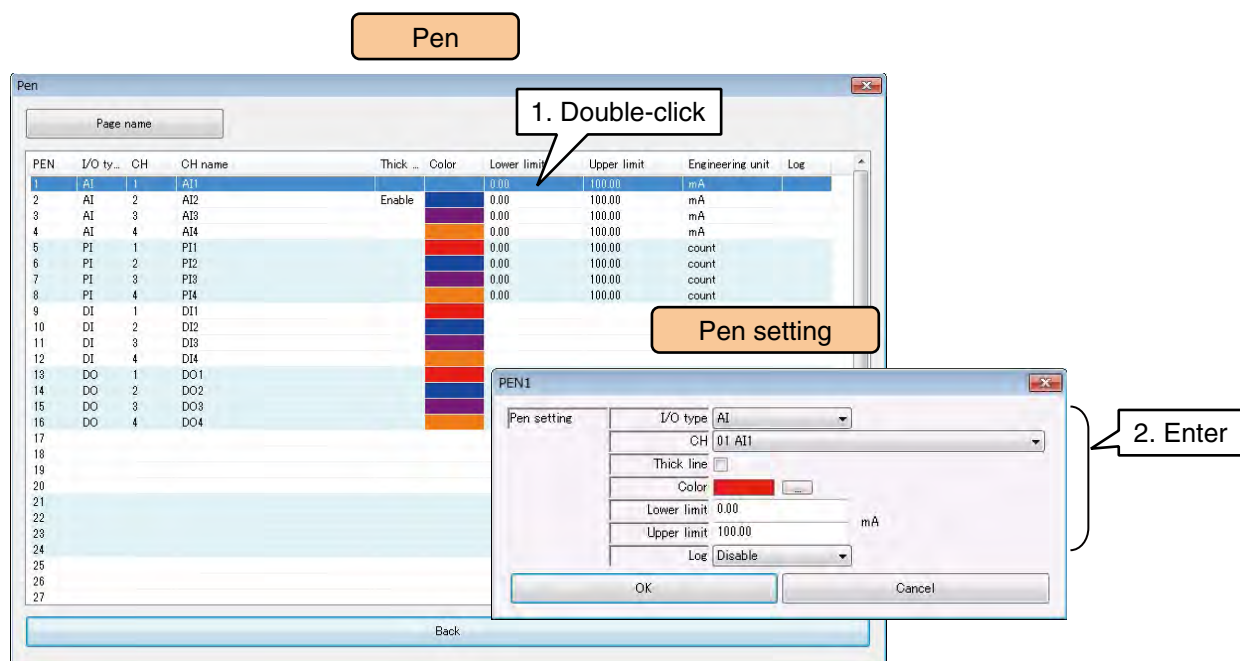 Pen
Pen
1. Double-click
Page name
PEN I/O ty... CH CH name Thick ... Color Lower limit Upper limit Engineering unit Log
1 AI 1 AI1 0.00 100.00 mA
2 AI 2 AI2 Enable 0.00 100.00 mA
3 AI 3 AI3 0.00 100.00 mA
4 AI 4 AI4 0.00 100.00 mA
5 PI 1 PI1 0.00 100.00 count
6 PI 2 PI2 0.00 100.00 count
7 PI 3 PI3 0.00 100.00 count
8 PI 4 PI4 0.00 100.00 count
9 DI 1 DI1
10 DI 2 DI2
11 DI 3 DI3
12 DI 4 DI4
13 DO 1 DO1
14 DO 2 DO2
15 DO 3 DO3
16 DO 4 DO4
17
18
19
20
21
22
23
24
25
26
27
Back
Pen setting
PEN1
Pen setting
I/O type AI
CH 01 AI1
Thick line
Color ...
Lower limit 0.00
mA
Upper limit 100.00
Log Disable
OK Cancel
2. Enter